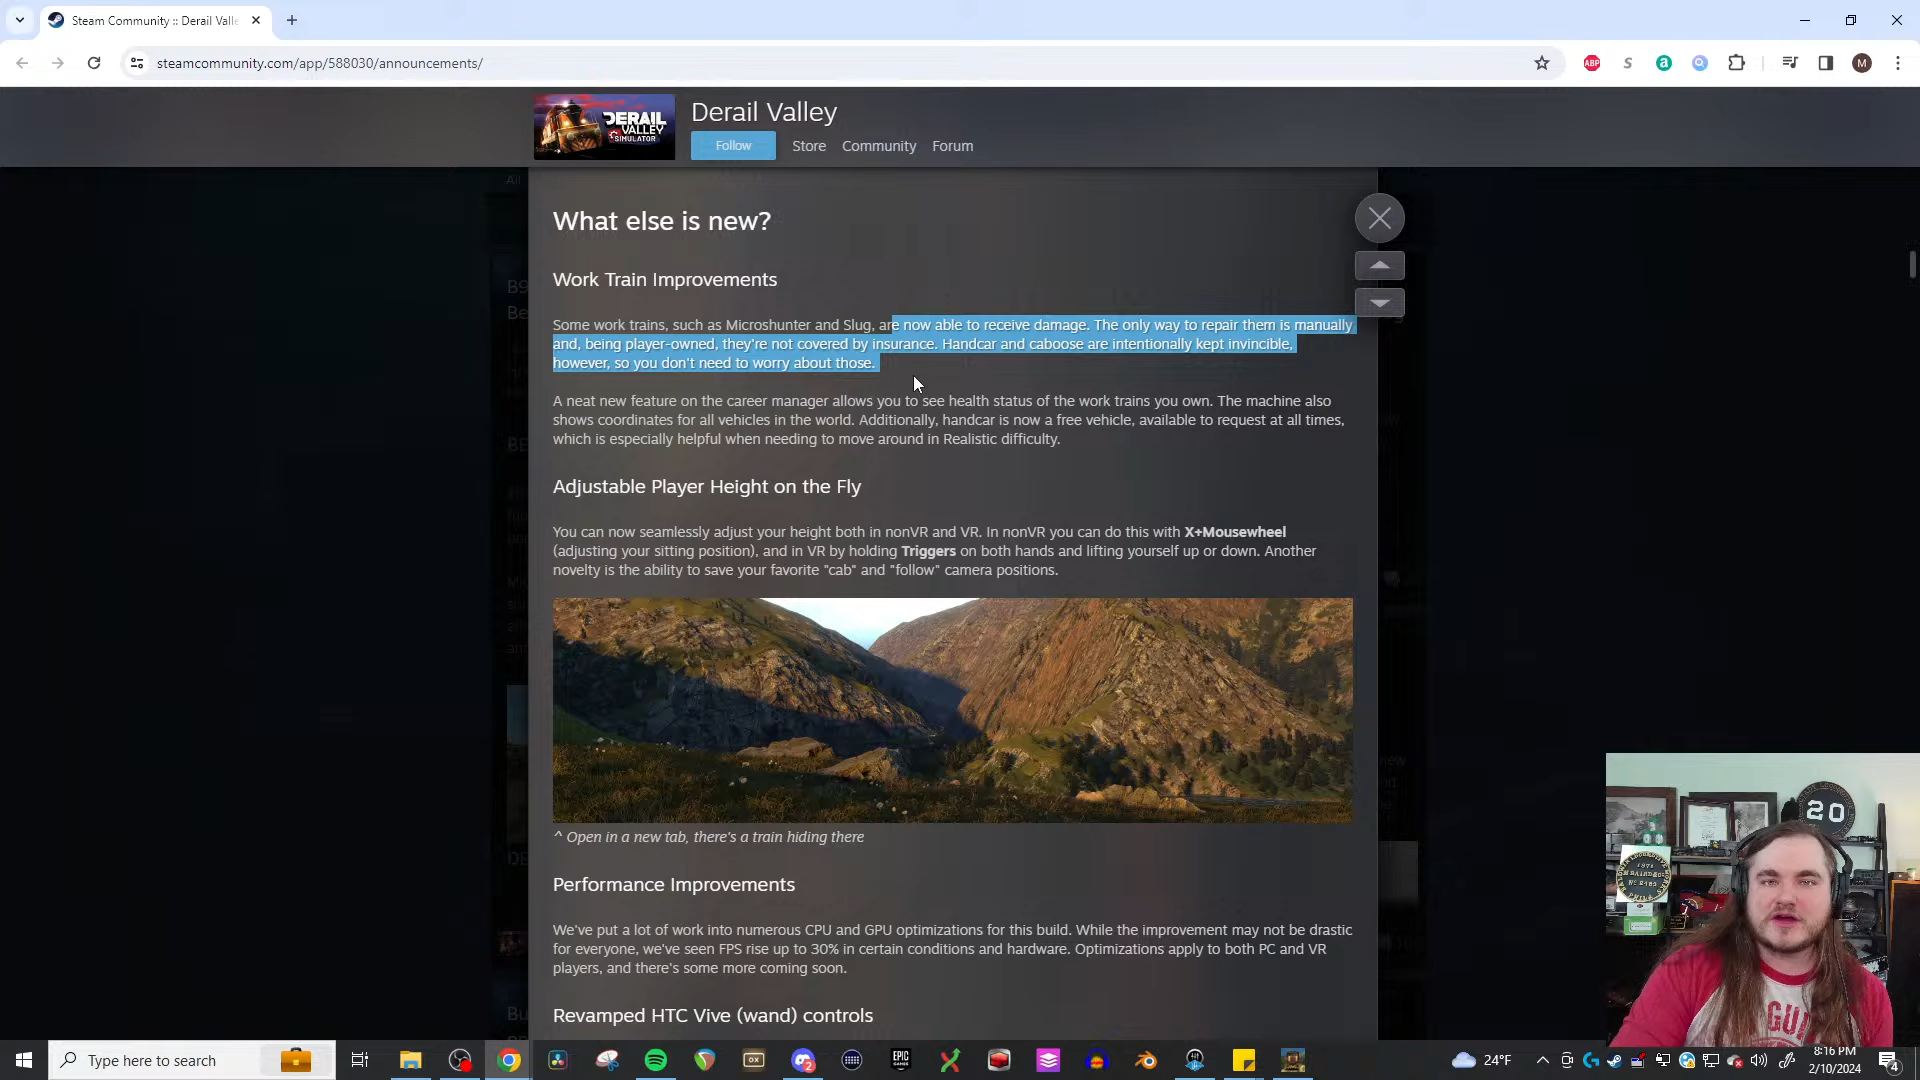 Steam Community :: Derail Valle
steamcommunity.com/app/588030/announcements/
ABP
S
a
M
DERAIL
VALLEY
SIMULATOR
Derail Valley
Follow
Store
Community
Forum
All
What else is new?
Work Train Improvements
Some work trains, such as Microshunter and Slug, are now able to receive damage. The only way to repair them is manually
and, being player-owned, they're not covered by insurance. Handcar and caboose are intentionally kept invincible,
however, so you don't need to worry about those.
A neat new feature on the career manager allows you to see health status of the work trains you own. The machine also
shows coordinates for all vehicles in the world. Additionally, handcar is now a free vehicle, available to request at all times,
which is especially helpful when needing to move around in Realistic difficulty.
Adjustable Player Height on the Fly
You can now seamlessly adjust your height both in nonVR and VR. In nonVR you can do this with X+Mousewheel
(adjusting your sitting position), and in VR by holding Triggers on both hands and lifting yourself up or down. Another
novelty is the ability to save your favorite "cab" and "follow" camera positions.
^ Open in a new tab, there's a train hiding there
Performance Improvements
We've put a lot of work into numerous CPU and GPU optimizations for this build. While the improvement may not be drastic
for everyone, we've seen FPS rise up to 30% in certain conditions and hardware. Optimizations apply to both PC and VR
players, and there's some more coming soon.
Revamped HTC Vive (wand) controls
20
Type here to search
OX
2
EPIC
GAMES
24°F
8:16 PM
2/10/2024
4